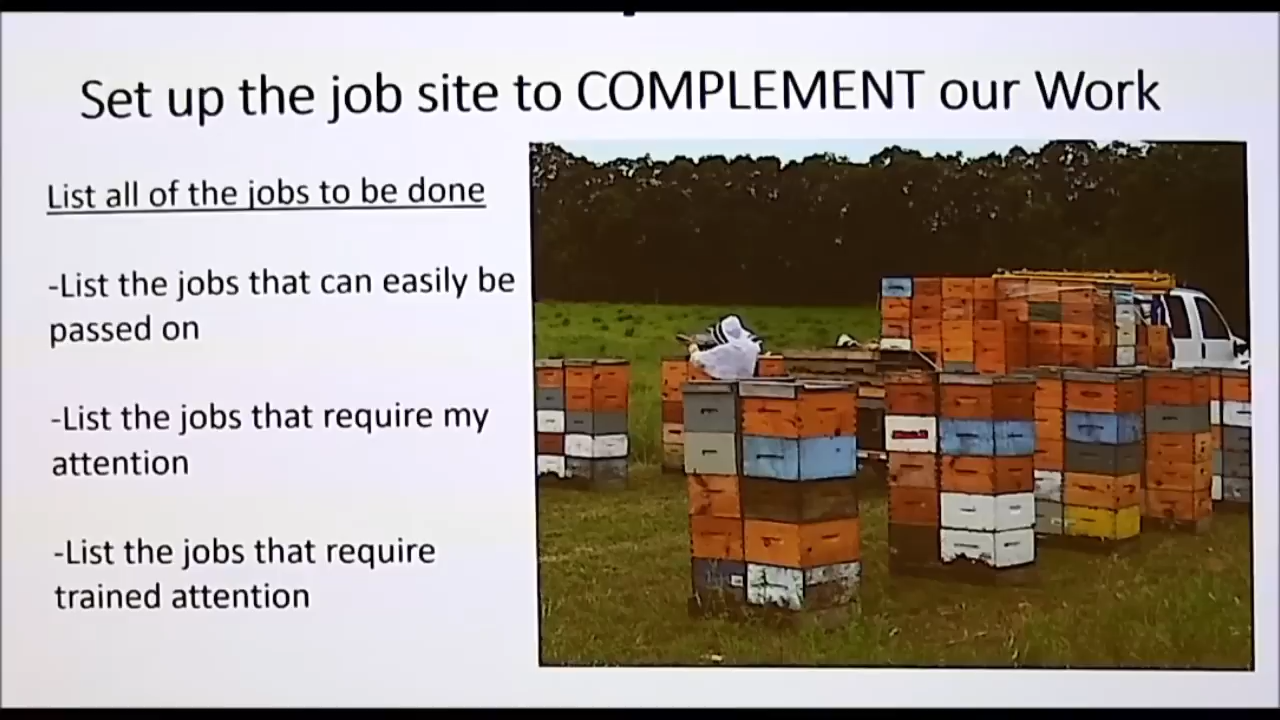 Set up the job site to COMPLEMENT our Work
List all of the jobs to be done
-List the jobs that can easily be
passed on
-List the jobs that require my
attention
-List the jobs that require
trained attention